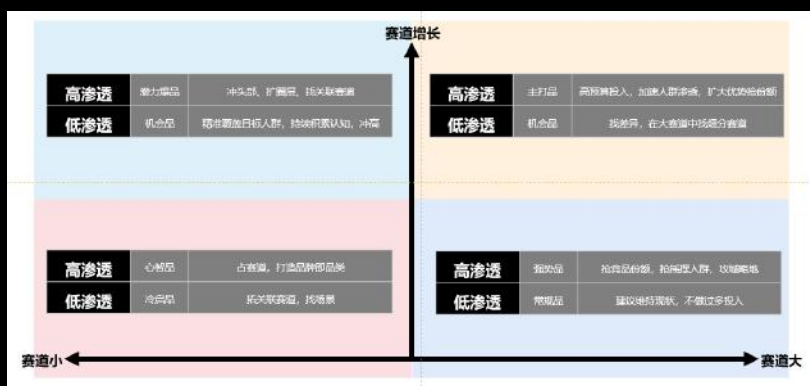 赛道增长
高渗透 潜力爆品 冲头部，扩圈层，拓关联赛道
低渗透 机会品 精准覆盖目标人群，持续积累认知，冲高
高渗透 主打品 高预算投入，加速人群渗透，扩大优势抢份额
低渗透 机会品 找差异，在大赛道中找细分赛道
高渗透 心智品 占赛道，打造品牌即品类
低渗透 冷启品 拓关联赛道，找场景
高渗透 强势品 抢竞品份额，抢摇摆人群，攻城略地
低渗透 常规品 建议维持现状，不做过多投入
赛道小
赛道大